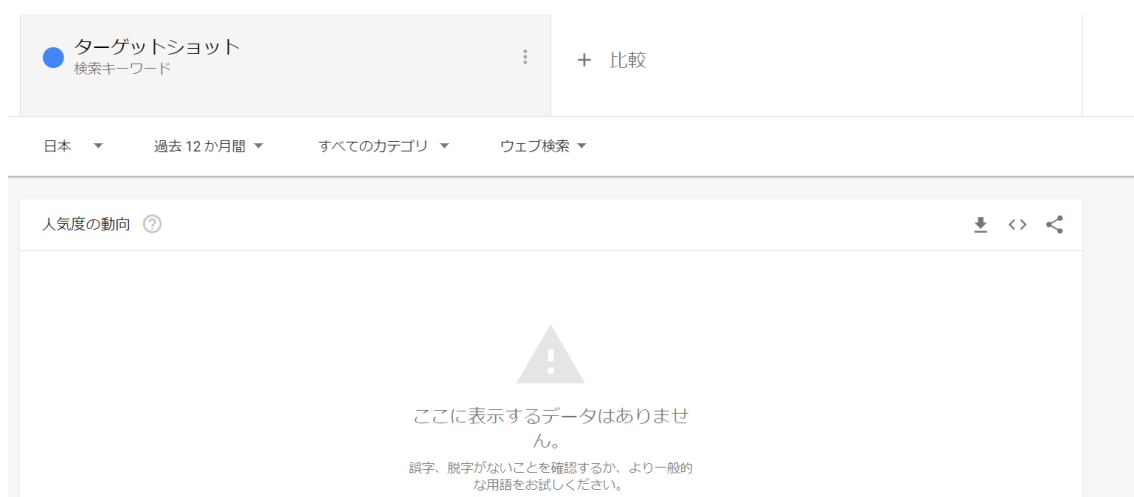 ターゲットショット
検索キーワード
+ 比較
日本
過去 12 か月間
すべてのカテゴリ
ウェブ検索
人気度の動向
ここに表示するデータはありませ
ん。
誤字、脱字がないことを確認するか、より一般的
な用語をお試しください。